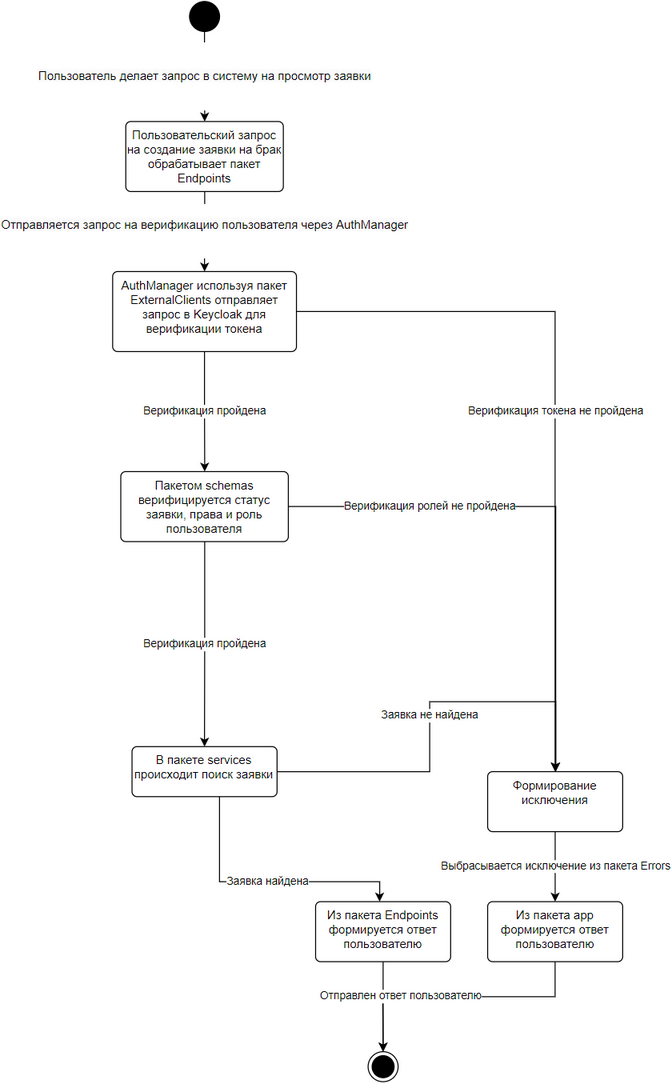 Пользователь делает запрос в систему на просмотр заявки
Пользовательский запрос
на создание заявки на брак
обрабатывает пакет
Endpoints
Отправляется запрос на верификацию пользователя через AuthManager
AuthManager используя пакет
ExternalClients отправляет
запрос в Keycloak для
верификации токена
Верификация пройдена
Верификация токена не пройдена
Пакетом schemas
верифицируется статус
заявки, права и роль
пользователя
Верификация ролей не пройдена
Верификация пройдена
Заявка не найдена
В пакете services
происходит поиск заявки
Формирование
исключения
Выбрасывается исключение из пакета Errors
Заявка найдена
Из пакета Endpoints
формируется ответ
пользователю
Из пакета app
формируется ответ
пользователю
Отправлен ответ пользователю